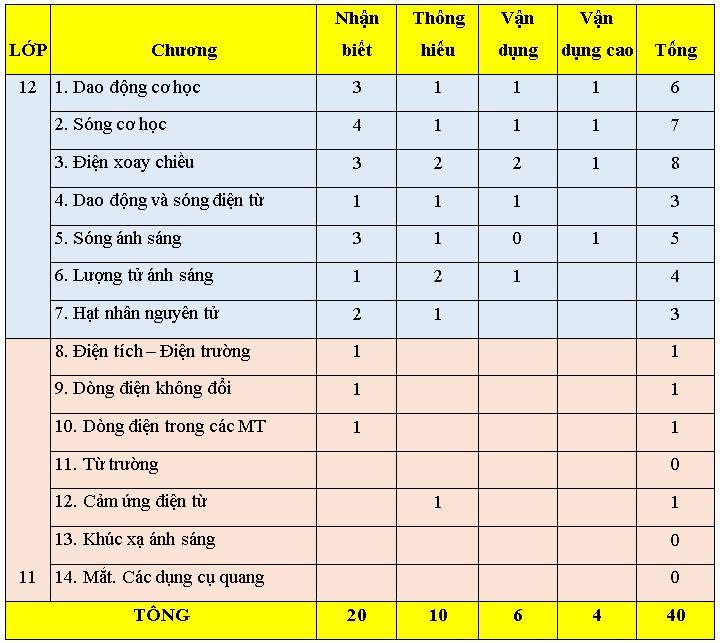 LỚP Chương Nhận biết Thông hiếu Vận dụng Vận dụng cao Tống
12 1. Dao động cơ học 3 1 1 1 6
2. Sóng cơ học 4 1 1 1 7
3. Điện xoay chiều 3 2 2 1 8
4. Dao động và sóng điện từ 1 1 1 3
5. Sóng ánh sáng 3 1 0 1 5
6. Lượng tử ánh sáng 1 2 1 4
7. Hạt nhân nguyên tử 2 1 3
8. Điện tích – Điện trường 1 1
9. Dòng điện không đổi 1 1
10. Dòng điện trong các MT 1 1
11. Từ trường 0
12. Cảm ứng điện từ 1 1
13. Khúc xạ ánh sáng 0
11 14. Mắt. Các dụng cụ quang 0
TÔNG 20 10 6 4 40